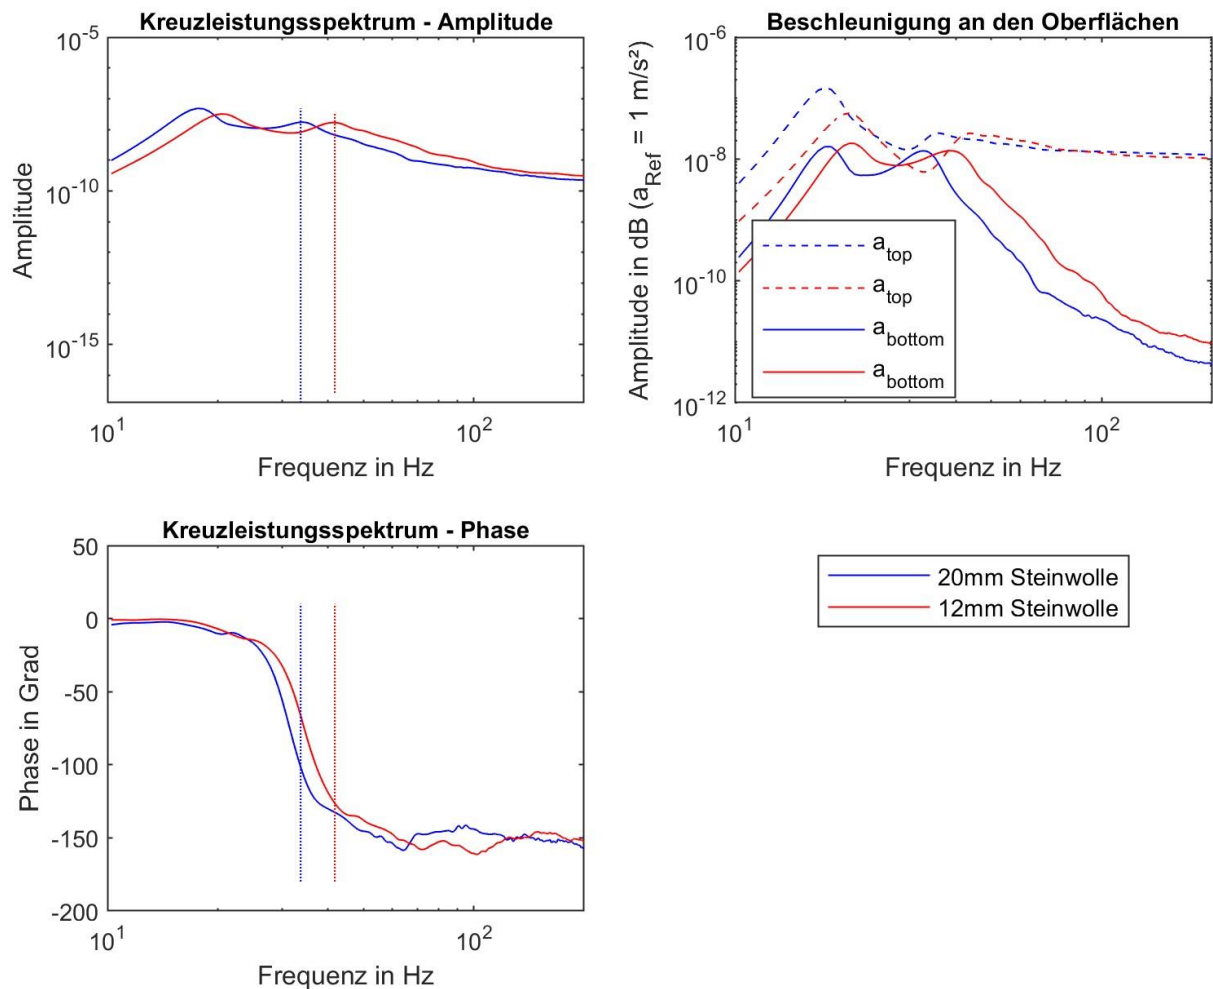 Kreuzleistungsspektrum - Amplitude
10^-5
10^-10
10^-15
Amplitude
10^1
10^2
Frequenz in Hz
Beschleunigung an den Oberflächen
10^-6
10^-8
10^-10
10^-12
Amplitude in dB (a_Ref = 1 m/s²)
a_top
a_top
a_bottom
a_bottom
10^1
10^2
Frequenz in Hz
Kreuzleistungsspektrum - Phase
50
0
-50
-100
-150
-200
Phase in Grad
10^1
10^2
Frequenz in Hz
20mm Steinwolle
12mm Steinwolle